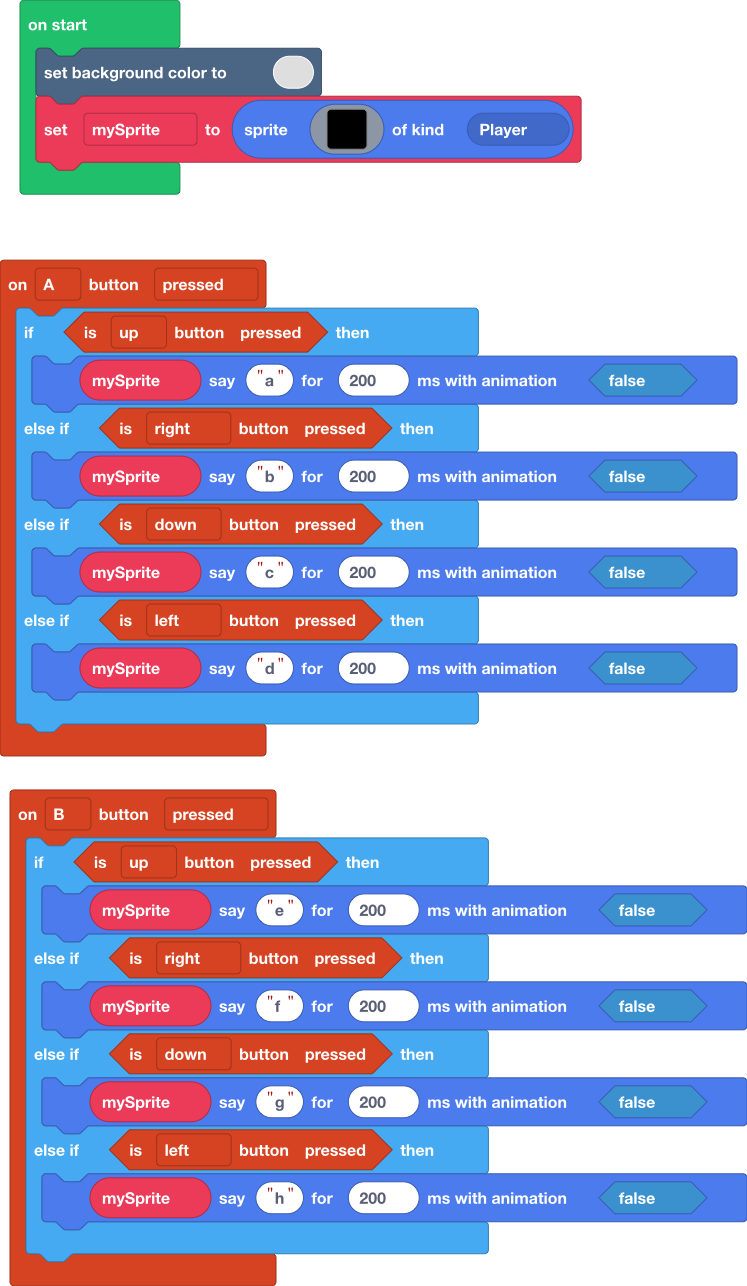 on start
set background color to
set mySprite to sprite of kind Player
on A button pressed
if is up button pressed then
mySprite say "a" for 200 ms with animation false
else if is right button pressed then
mySprite say "b" for 200 ms with animation false
else if is down button pressed then
mySprite say "c" for 200 ms with animation false
else if is left button pressed then
mySprite say "d" for 200 ms with animation false
on B button pressed
if is up button pressed then
mySprite say "e" for 200 ms with animation false
else if is right button pressed then
mySprite say "f" for 200 ms with animation false
else if is down button pressed then
mySprite say "g" for 200 ms with animation false
else if is left button pressed then
mySprite say "h" for 200 ms with animation false